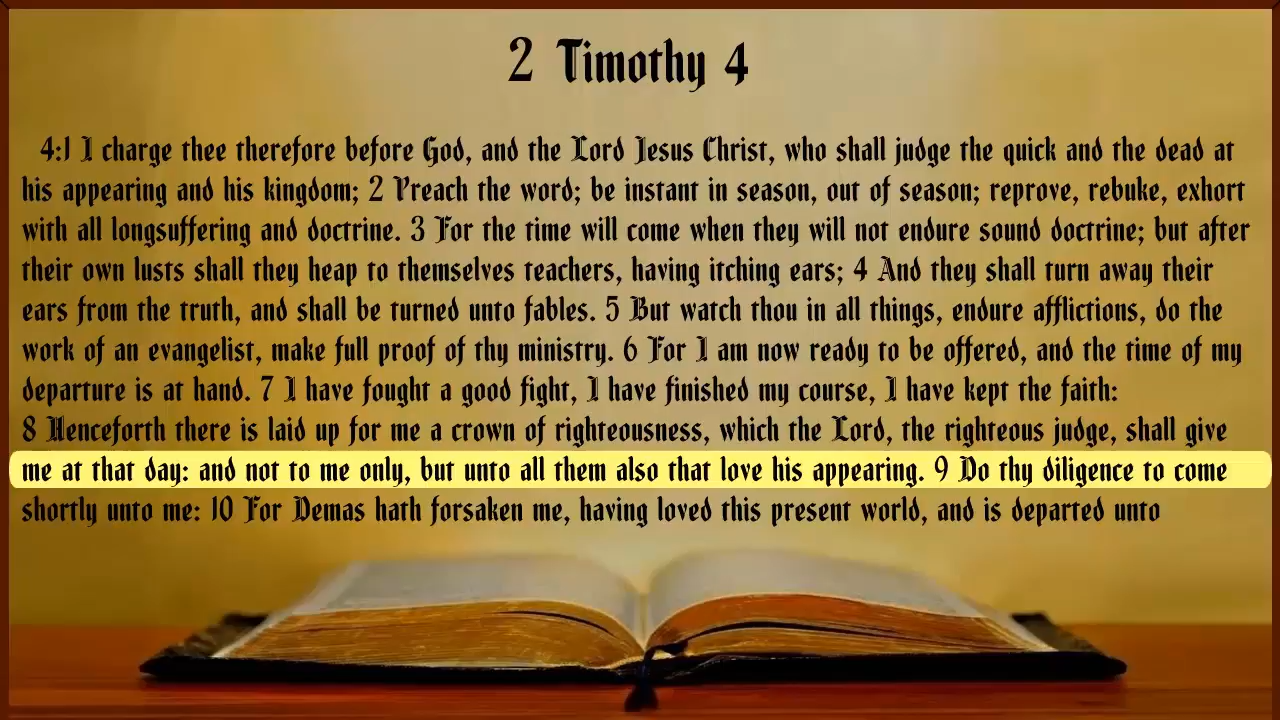 2 Timothy 4
4:1 I charge thee therefore before God, and the Lord Jesus Christ, who shall judge the quick and the dead at
his appearing and his kingdom; 2 Preach the word; be instant in season, out of season; reprove, rebuke, exhort
with all longsuffering and doctrine. 3 For the time will come when they will not endure sound doctrine; but after
their own lusts shall they heap to themselves teachers, having itching ears; 4 And they shall turn away their
ears from the truth, and shall be turned unto fables. 5 But watch thou in all things, endure afflictions, do the
work of an evangelist, make full proof of thy ministry. 6 For I am now ready to be offered, and the time of my
departure is at hand. 7 I have fought a good fight, I have finished my course, I have kept the faith:
8 Henceforth there is laid up for me a crown of righteousness, which the Lord, the righteous judge, shall give
me at that day: and not to me only, but unto all them also that love his appearing. 9 Do thy diligence to come
shortly unto me: 10 For Demas hath forsaken me, having loved this present world, and is departed unto